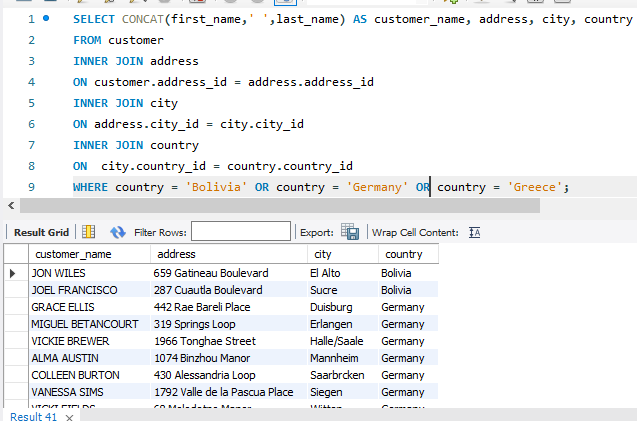 1 SELECT CONCAT(first_name,' ',last_name) AS customer_name, address, city, country
2 FROM customer
3 INNER JOIN address
4 ON customer.address_id = address.address_id
5 INNER JOIN city
6 ON address.city_id = city.city_id
7 INNER JOIN country
8 ON  city.country_id = country.country_id
9 WHERE country = 'Bolivia' OR country = 'Germany' OR country = 'Greece';
Result Grid Filter Rows: Export: Wrap Cell Content:
customer_name address city country
JON WILES 659 Gatineau Boulevard El Alto Bolivia
JOEL FRANCISCO 287 Cuautla Boulevard Sucre Bolivia
GRACE ELLIS 442 Rae Bareli Place Duisburg Germany
MIGUEL BETANCOURT 319 Springs Loop Erlangen Germany
VICKIE BREWER 1966 Tonghae Street Halle/Saale Germany
ALMA AUSTIN 1074 Binzhou Manor Mannheim Germany
COLLEEN BURTON 430 Alessandria Loop Saarbrcken Germany
VANESSA SIMS 1792 Valle de la Pascua Place Siegen Germany
Germany
Result 41